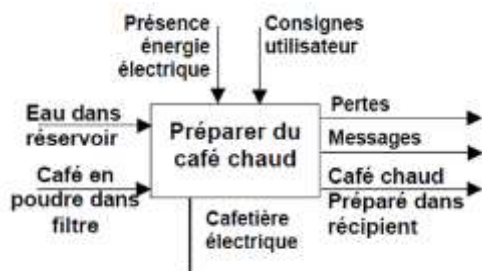 Présence
énergie
électrique
Consignes
utilisateur
Eau dans
réservoir
Café en
poudre dans
filtre
Préparer du
café chaud
Pertes
Messages
Café chaud
Préparé dans
récipient
Cafetière
électrique